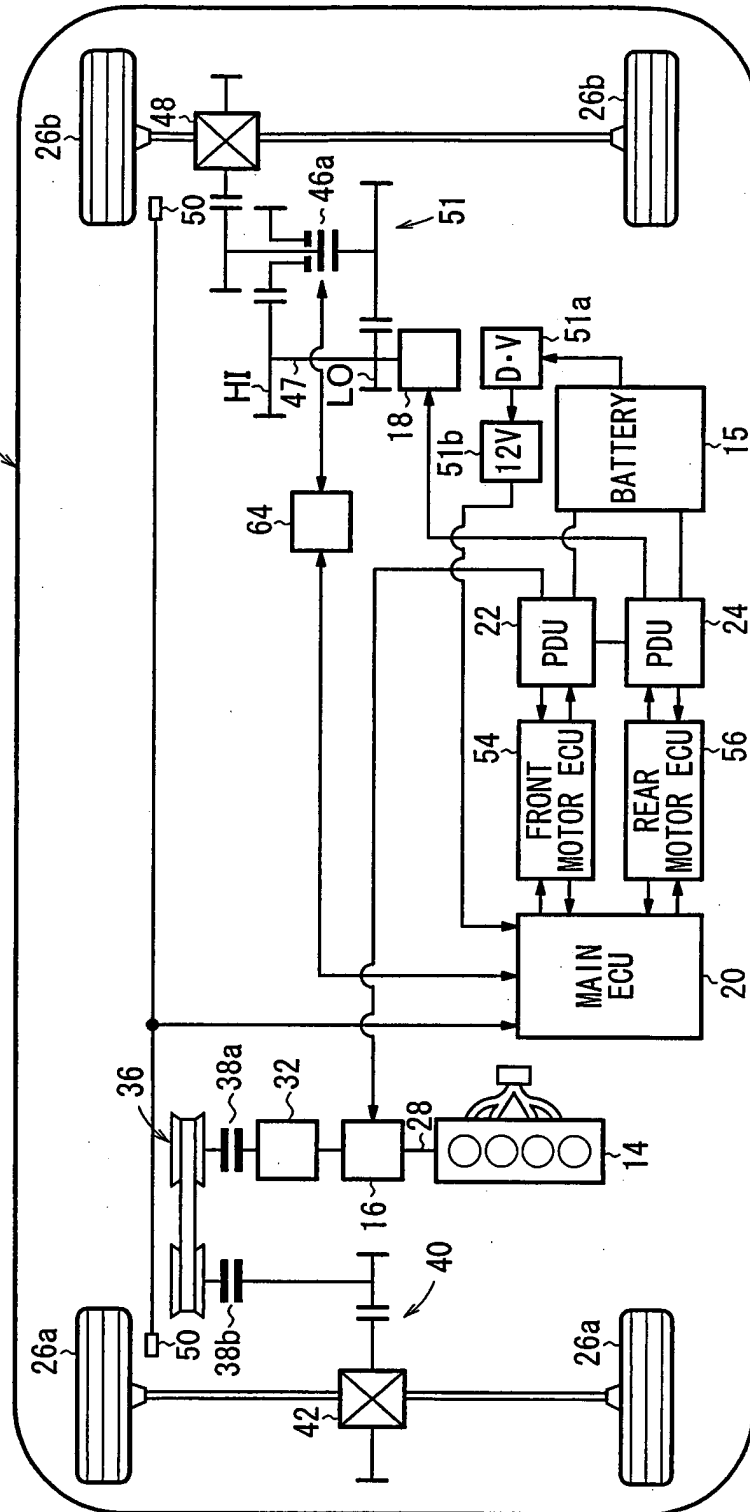 26a
50
38b
42
40
26a
36
38a
32
16
28
14
MAIN
ECU
20
FRONT
MOTOR ECU
54
REAR
MOTOR ECU
56
PDU
22
PDU
24
64
BATTERY
15
12V
51b
D·V
51a
18
HI
47
LO
46a
51
50
48
26b
26b